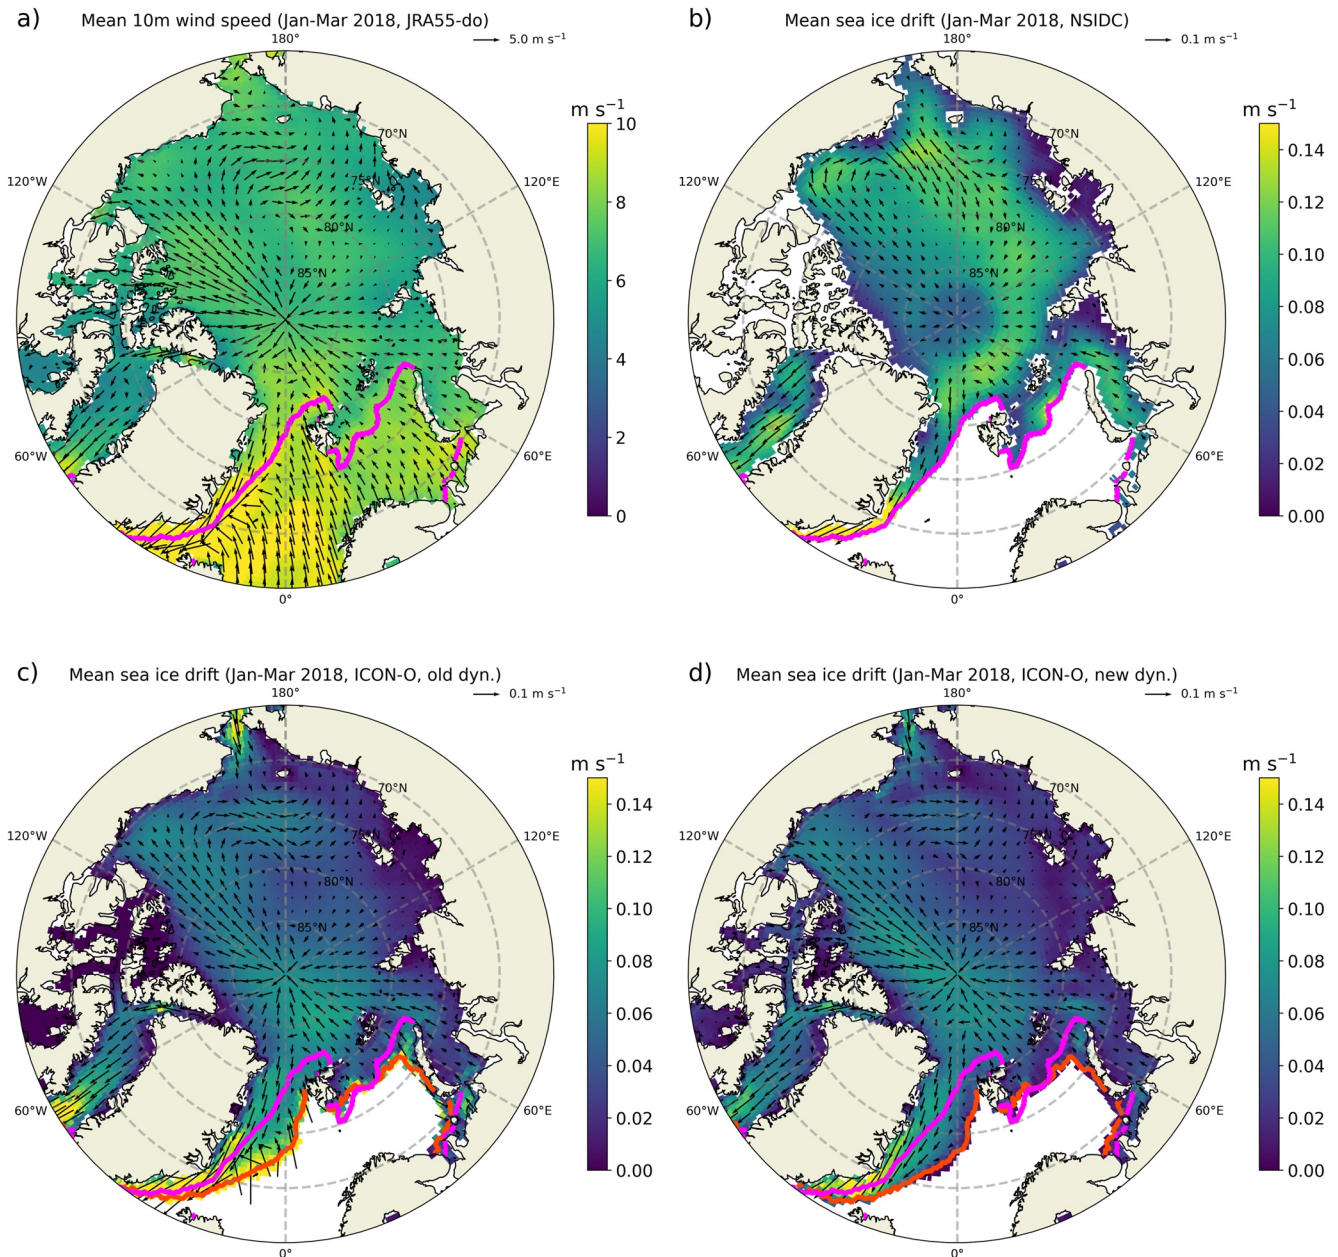 a) Mean 10m wind speed (Jan-Mar 2018, JRA55-do)
180°
5.0 m s⁻¹
m s⁻¹
10
8
6
4
2
0
70°N
75°N
80°N
85°N
120°W
120°E
60°W
60°E
0°
b) Mean sea ice drift (Jan-Mar 2018, NSIDC)
180°
0.1 m s⁻¹
m s⁻¹
0.14
0.12
0.10
0.08
0.06
0.04
0.02
0.00
70°N
75°N
80°N
85°N
120°W
120°E
60°W
60°E
0°
c) Mean sea ice drift (Jan-Mar 2018, ICON-O, old dyn.)
180°
0.1 m s⁻¹
m s⁻¹
0.14
0.12
0.10
0.08
0.06
0.04
0.02
0.00
70°N
75°N
80°N
85°N
120°W
120°E
60°W
60°E
0°
d) Mean sea ice drift (Jan-Mar 2018, ICON-O, new dyn.)
180°
0.1 m s⁻¹
m s⁻¹
0.14
0.12
0.10
0.08
0.06
0.04
0.02
0.00
70°N
75°N
80°N
85°N
120°W
120°E
60°W
60°E
0°